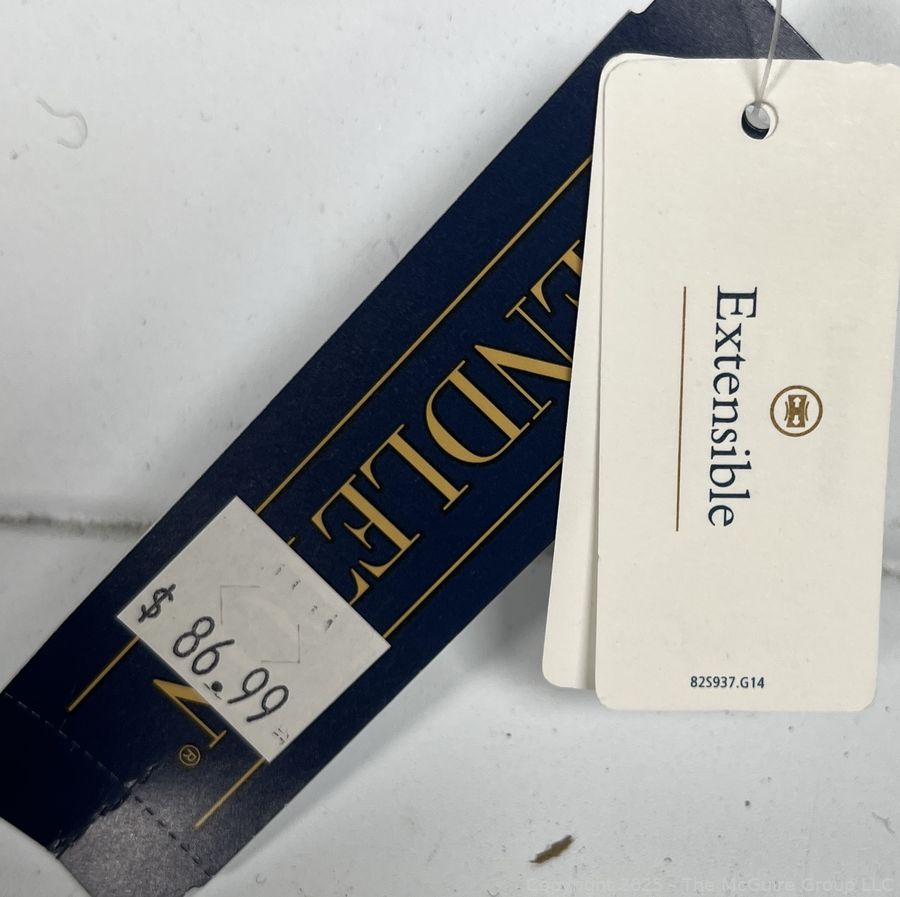 ENDLE
N®
$ 86.99
Extensible
82S937.G14
Copyright 2025 - The McGuire Group LLC